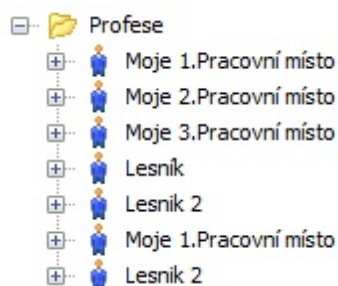 Profese
Moje 1.Pracovní místo
Moje 2.Pracovní místo
Moje 3.Pracovní místo
Lesník
Lesnik 2
Moje 1.Pracovní místo
Lesnik 2